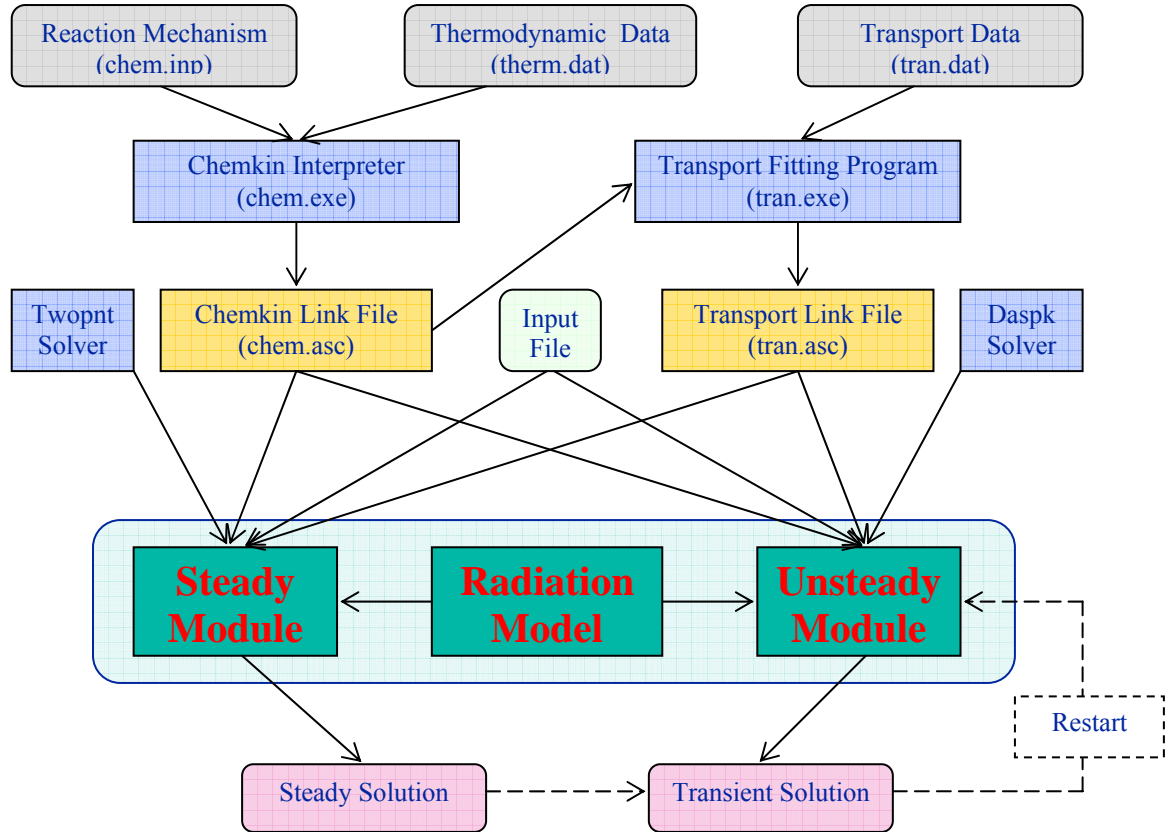 Reaction Mechanism
(chem.inp)
Thermodynamic Data
(therm.dat)
Transport Data
(tran.dat)
Chemkin Interpreter
(chem.exe)
Transport Fitting Program
(tran.exe)
Twopnt
Solver
Chemkin Link File
(chem.asc)
Input
File
Transport Link File
(tran.asc)
Daspk
Solver
Steady
Module
Radiation
Model
Unsteady
Module
Restart
Steady Solution
Transient Solution